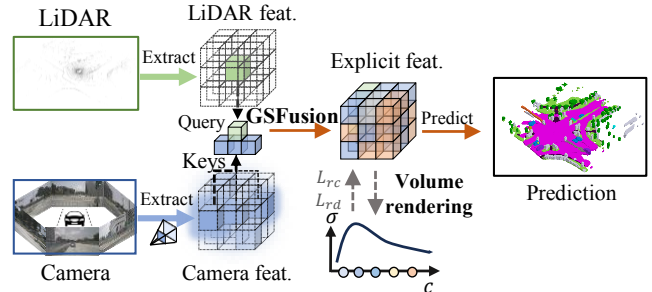 LiDAR
LiDAR feat.
Extract
Explicit feat.
Query
GSFusion
Predict
Keys
Extract
L_rc
L_rd
Volume
rendering
Prediction
σ
Camera
Camera feat.
C